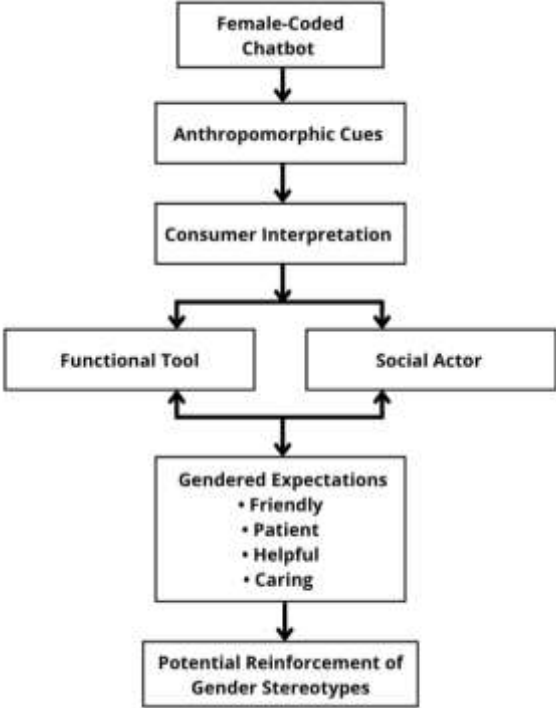 Female-Coded
Chatbot
Anthropomorphic Cues
Consumer Interpretation
Functional Tool
Social Actor
Gendered Expectations
• Friendly
• Patient
• Helpful
• Caring
Potential Reinforcement of
Gender Stereotypes